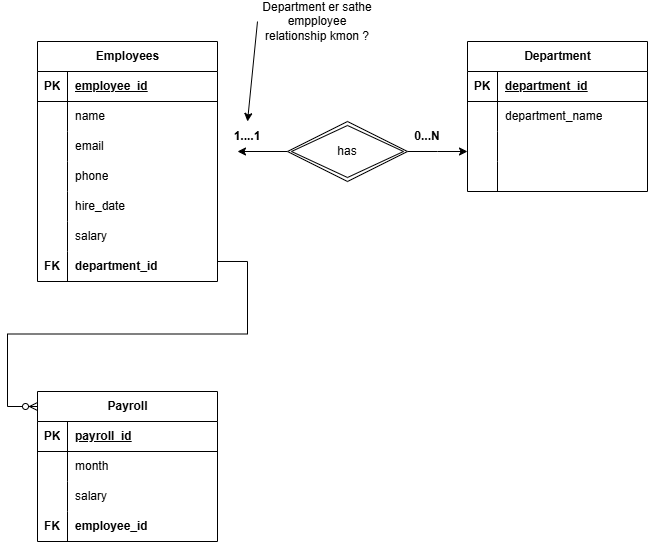 Department er sathe
empployee
relationship kmon ?
Employees
PK employee_id
name
email
phone
hire_date
salary
FK department_id
1....1
has
0...N
Department
PK department_id
department_name
Payroll
PK payroll_id
month
salary
FK employee_id